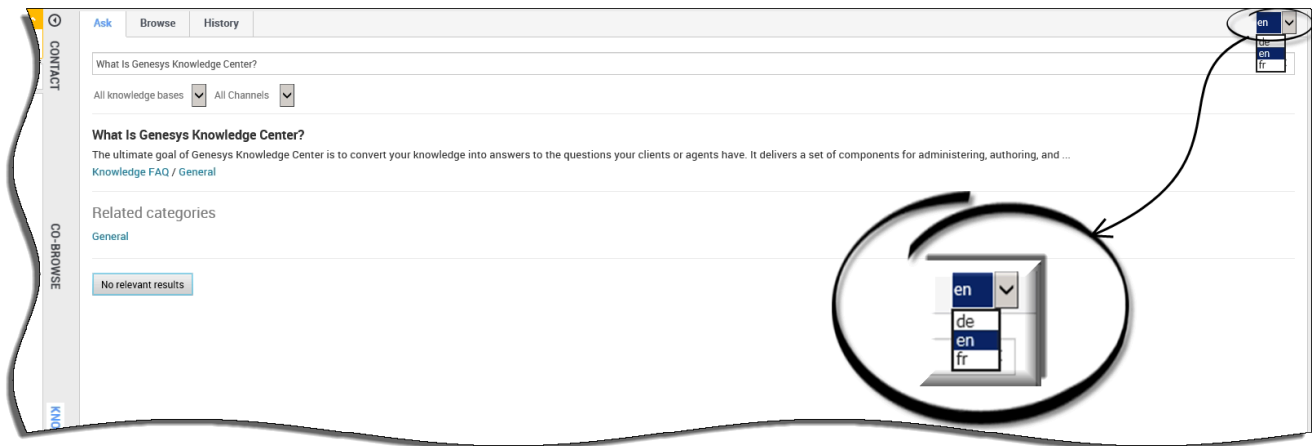 CONTACT
CO-BROWSE
Ask Browse History
en
de
en
fr
What Is Genesys Knowledge Center?
All knowledge bases All Channels
What Is Genesys Knowledge Center?
The ultimate goal of Genesys Knowledge Center is to convert your knowledge into answers to the questions your clients or agents have. It delivers a set of components for administering, authoring, and ...
Knowledge FAQ / General
Related categories
General
No relevant results
en
de
en
fr